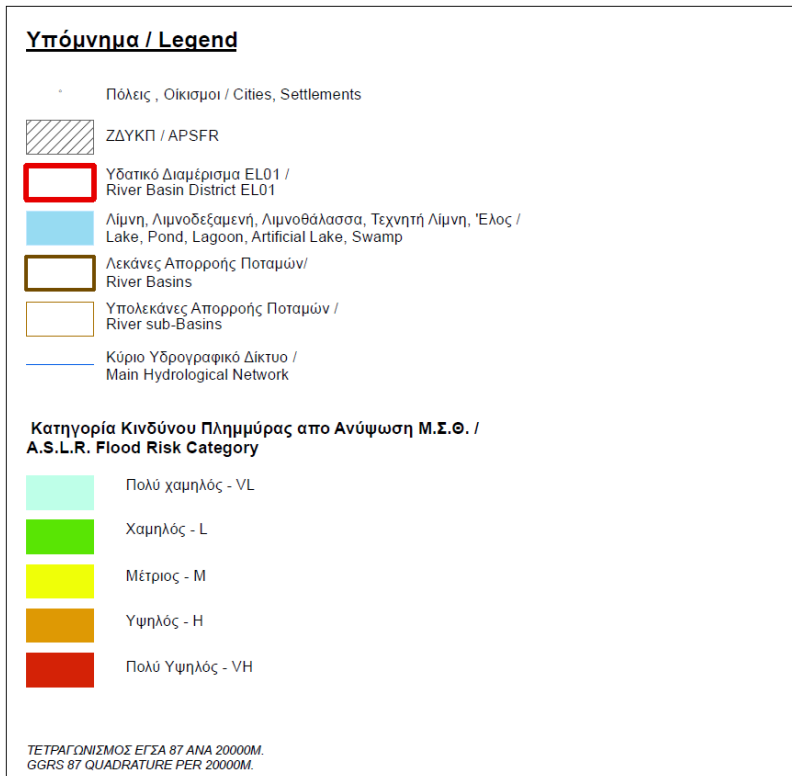 Υπόμνημα / Legend
Πόλεις , Οίκισμοι / Cities, Settlements
ΖΔΥΚΠ / APSFR
Υδατικό Διαμέρισμα EL01 /
River Basin District EL01
Λίμνη, Λιμνοδεξαμενή, Λιμνοθάλασσα, Τεχνητή Λίμνη, 'Ελος /
Lake, Pond, Lagoon, Artificial Lake, Swamp
Λεκάνες Απορροής Ποταμών/
River Basins
Υπολεκάνες Απορροής Ποταμών /
River sub-Basins
Κύριο Υδρογραφικό Δίκτυο /
Main Hydrological Network
Κατηγορία Κινδύνου Πλημμύρας απο Ανύψωση Μ.Σ.Θ. /
A.S.L.R. Flood Risk Category
Πολύ χαμηλός - VL
Χαμηλός - L
Μέτριος - M
Υψηλός - H
Πολύ Υψηλός - VH
ΤΕΤΡΑΓΩΝΙΣΜΟΣ ΕΓΣΑ 87 ΑΝΑ 20000Μ.
GGRS 87 QUADRATURE PER 20000M.